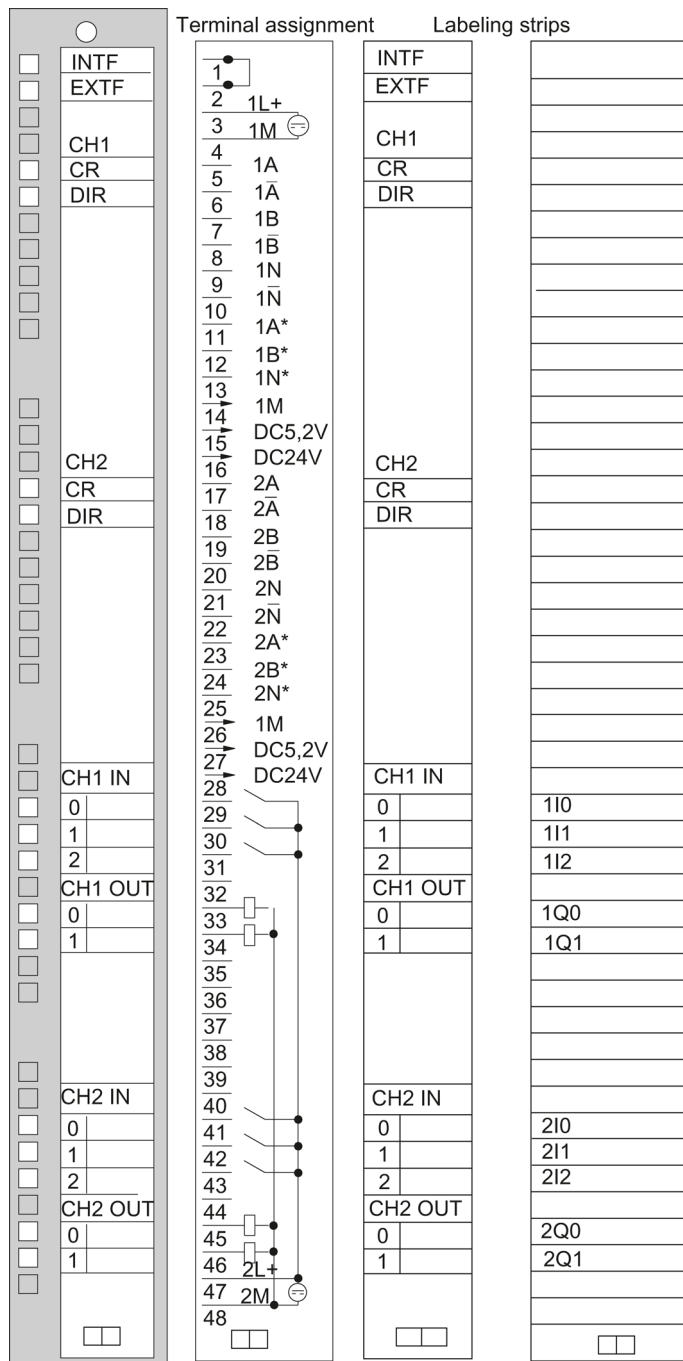 Terminal assignment Labeling strips
INTF
EXTF
CH1
CR
DIR
CH2
CR
DIR
CH1 IN
0
1
2
CH1 OUT
0
1
CH2 IN
0
1
2
CH2 OUT
0
1
1
2 1L+
3 1M
4 1A
5 1A̅
6 1B
7 1B̅
8 1N
9 1N̅
10 1A*
11 1B*
12 1N*
13 1M
14 DC5,2V
15 DC24V
16 2A
17 2A̅
18 2B
19 2B̅
20 2N
21 2N̅
22 2A*
23 2B*
24 2N*
25 1M
26 DC5,2V
27 DC24V
28
29
30
31
32
33
34
35
36
37
38
39
40
41
42
43
44
45
46 2L+
47 2M
48
INTF
EXTF
CH1
CR
DIR
CH2
CR
DIR
CH1 IN
0
1
2
CH1 OUT
0
1
CH2 IN
0
1
2
CH2 OUT
0
1
1I0
1I1
1I2
1Q0
1Q1
2I0
2I1
2I2
2Q0
2Q1